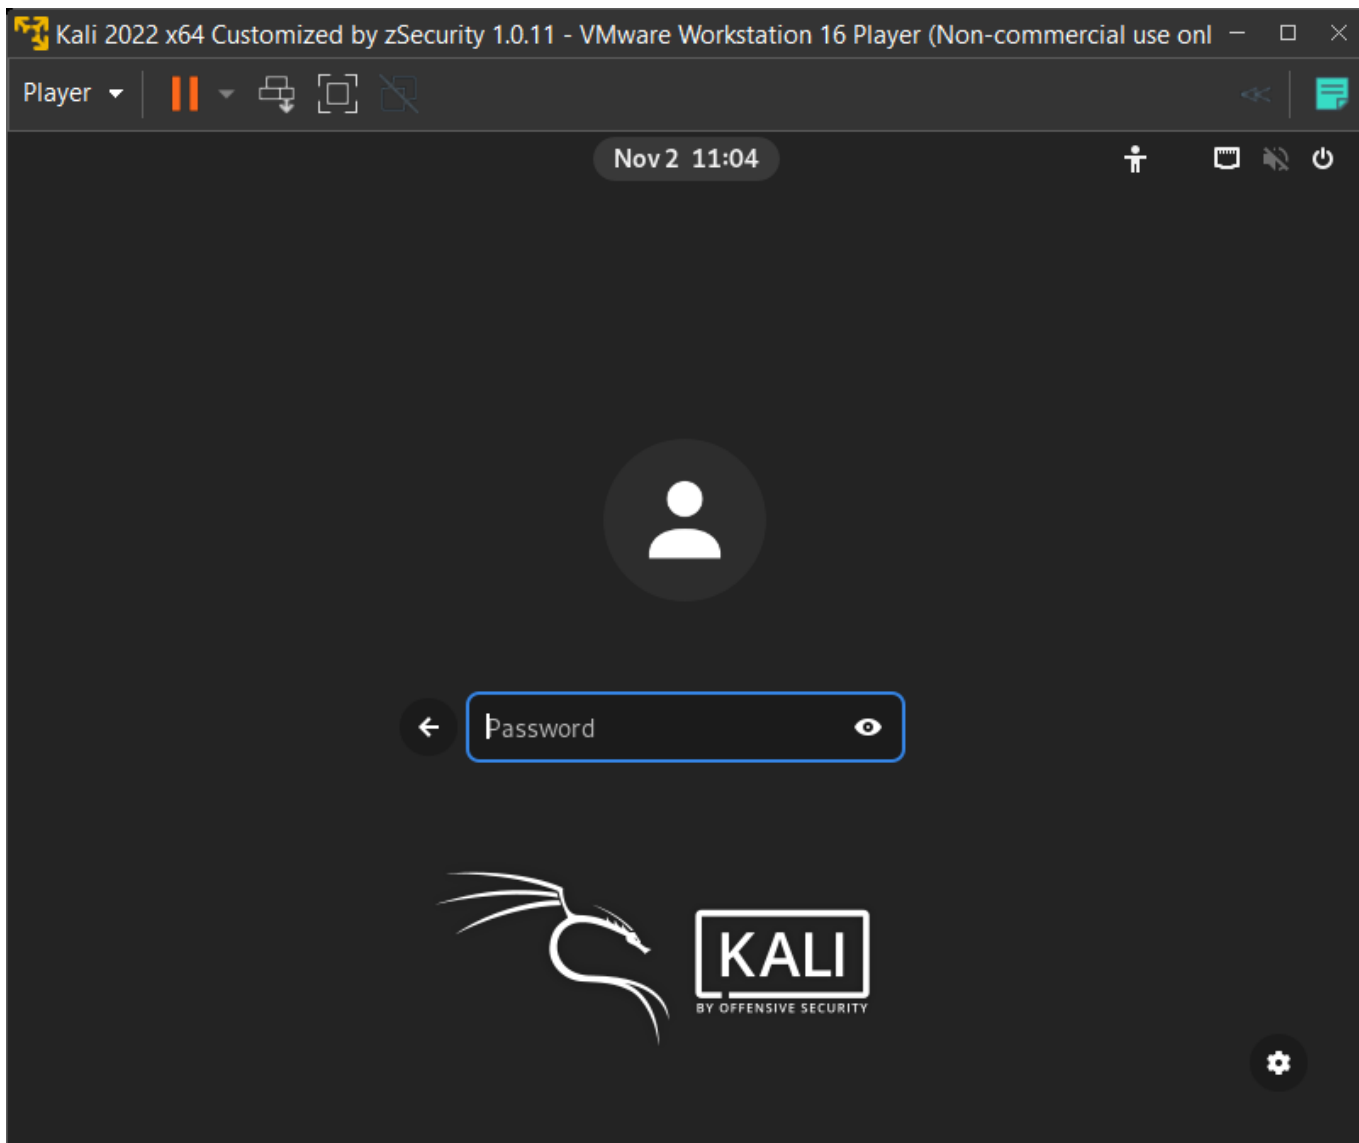 Kali 2022 x64 Customized by zSecurity 1.0.11 - VMware Workstation 16 Player (Non-commercial use onl
Player
Nov 2 11:04
Password
KALI
BY OFFENSIVE SECURITY